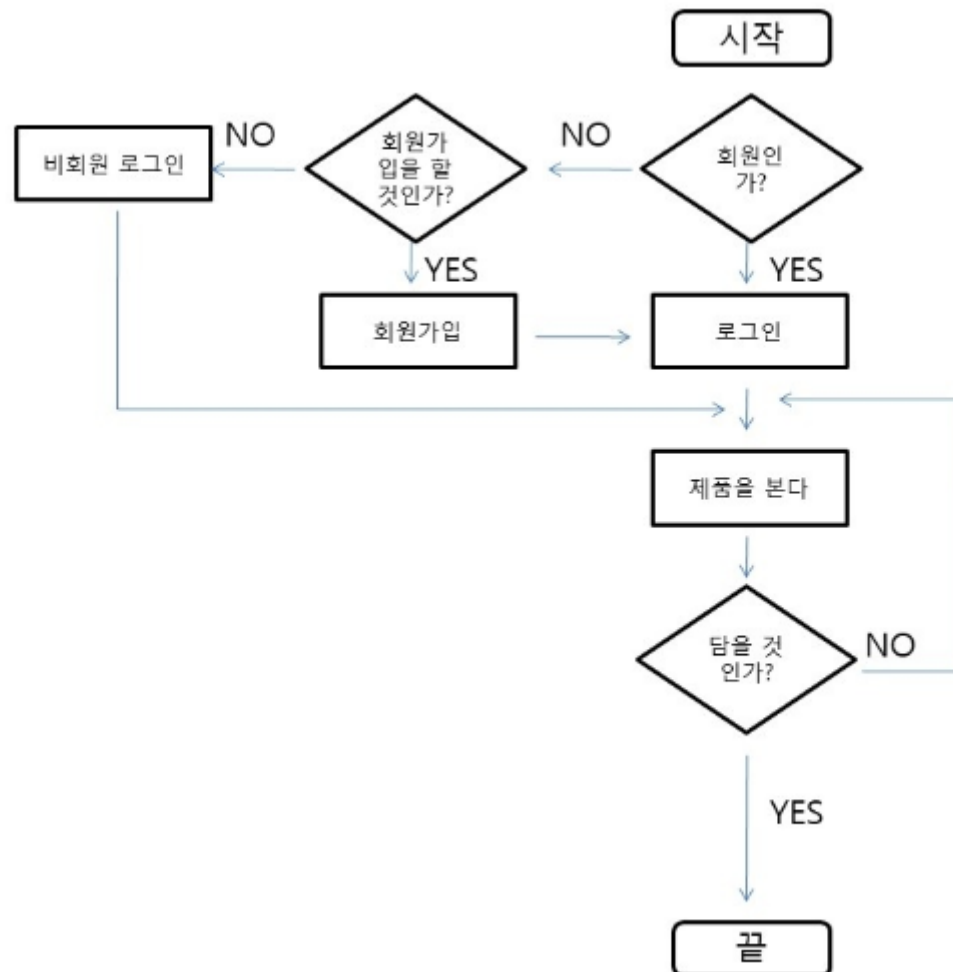 시작
회원인
가?
NO
회원가
입을 할
것인가?
NO
비회원 로그인
YES
YES
회원가입
로그인
제품을 본다
담을 것
인가?
NO
YES
끝